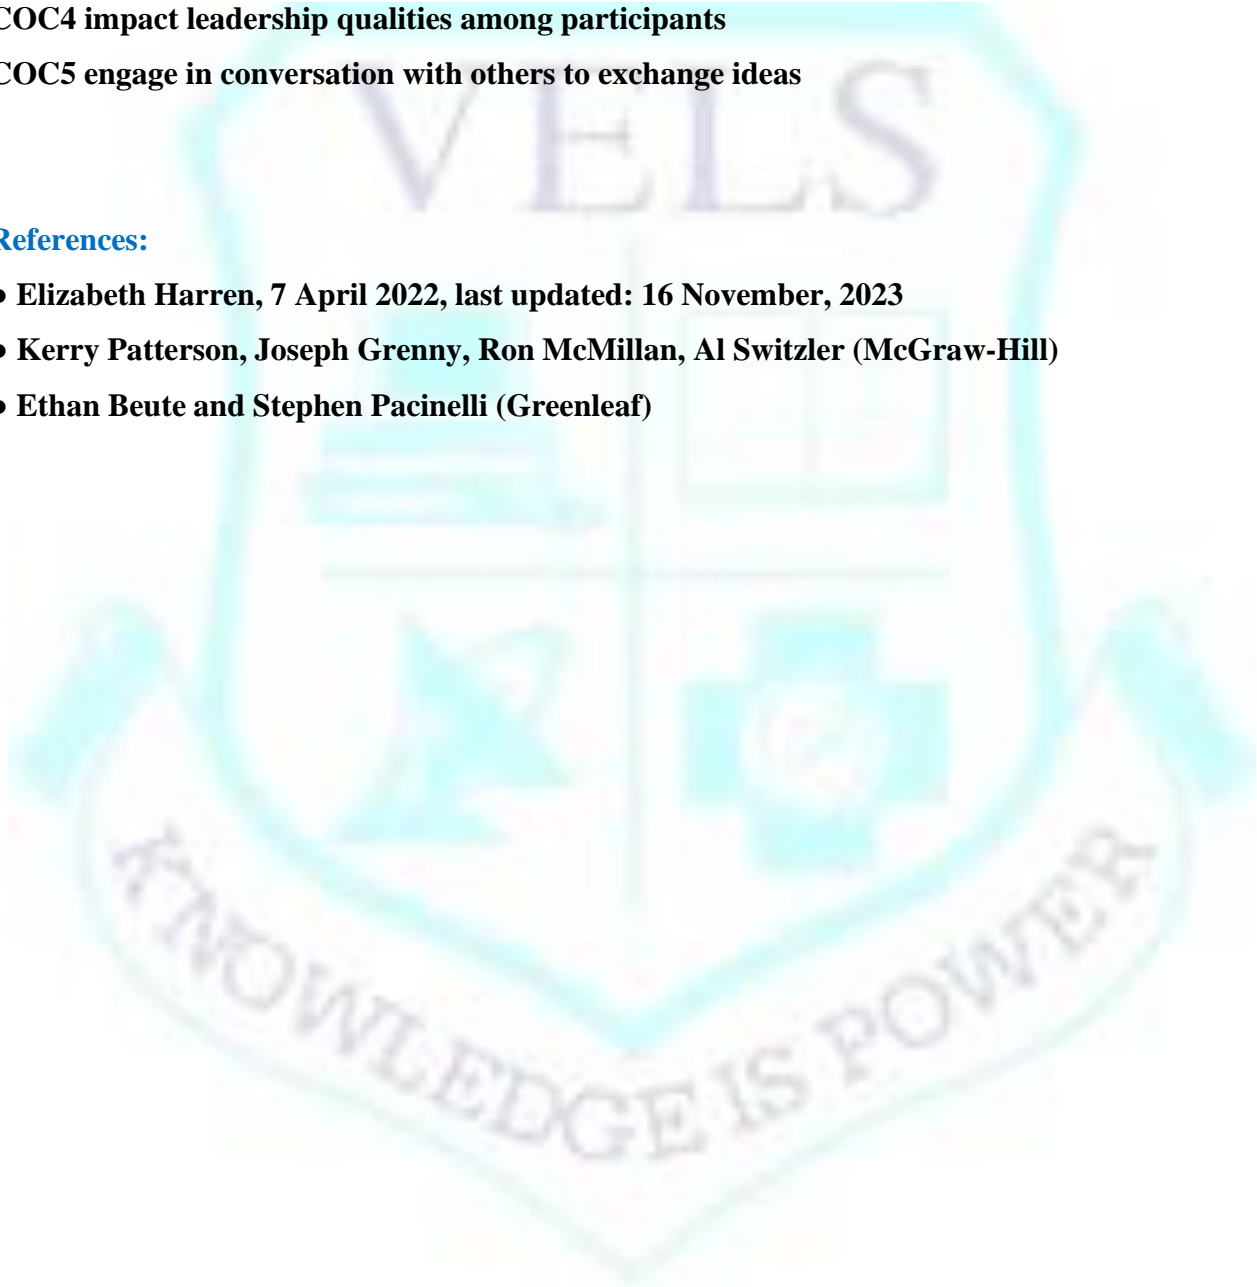 COC4 impact leadership qualities among participants
COC5 engage in conversation with others to exchange ideas
VELS
References:
• Elizabeth Harren, 7 April 2022, last updated: 16 November, 2023
• Kerry Patterson, Joseph Grenny, Ron McMillan, Al Switzler (McGraw-Hill)
• Ethan Beute and Stephen Pacinelli (Greenleaf)
KNOWLEDGE IS POWER